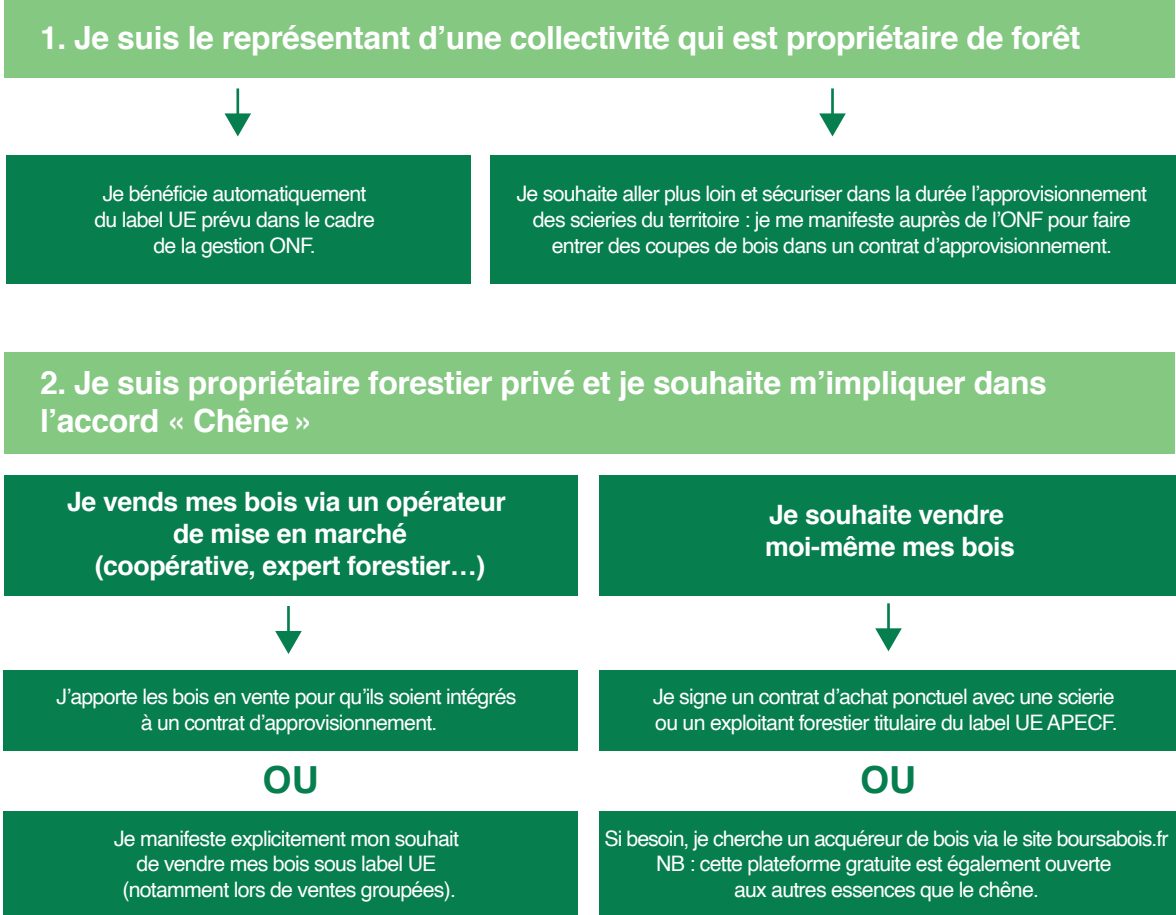 1. Je suis le représentant d’une collectivité qui est propriétaire de forêt
Je bénéficie automatiquement
du label UE prévu dans le cadre
de la gestion ONF.
Je souhaite aller plus loin et sécuriser dans la durée l’approvisionnement
des scieries du territoire : je me manifeste auprès de l’ONF pour faire
entrer des coupes de bois dans un contrat d’approvisionnement.
2. Je suis propriétaire forestier privé et je souhaite m’impliquer dans
l’accord « Chêne »
Je vends mes bois via un opérateur
de mise en marché
(coopérative, expert forestier…)
J’apporte les bois en vente pour qu’ils soient intégrés
à un contrat d’approvisionnement.
OU
Je manifeste explicitement mon souhait
de vendre mes bois sous label UE
(notamment lors de ventes groupées).
Je souhaite vendre
moi-même mes bois
Je signe un contrat d’achat ponctuel avec une scierie
ou un exploitant forestier titulaire du label UE APECF.
OU
Si besoin, je cherche un acquéreur de bois via le site boursabois.fr
NB : cette plateforme gratuite est également ouverte
aux autres essences que le chêne.